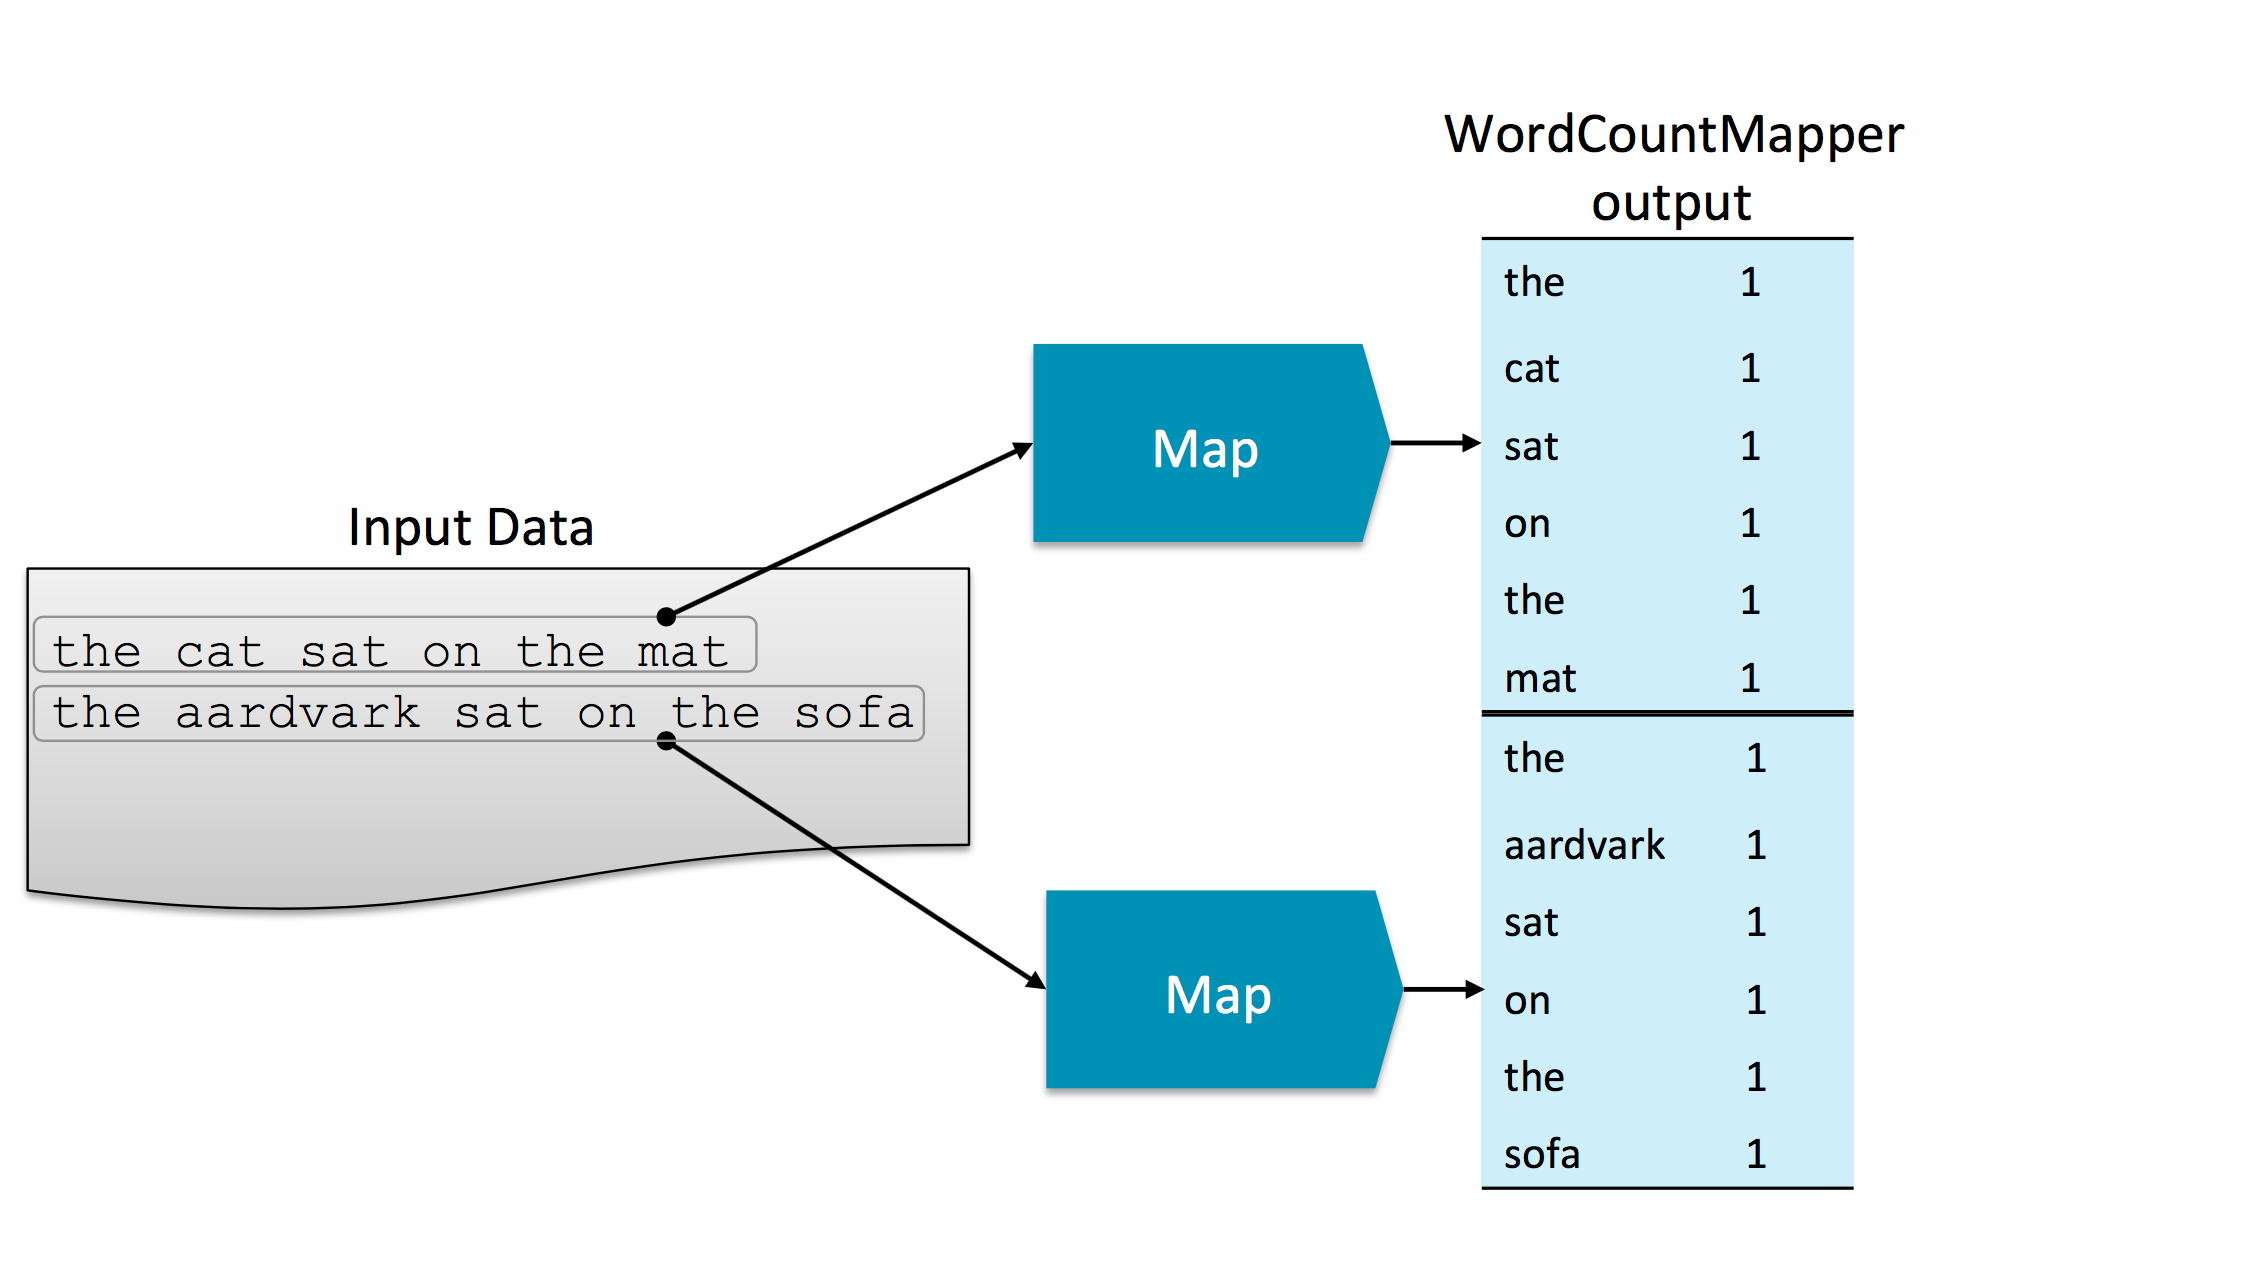 WordCountMapper
output
Input Data
the cat sat on the mat
the aardvark sat on the sofa
Map
Map
the 1
cat 1
sat 1
on 1
the 1
mat 1
the 1
aardvark 1
sat 1
on 1
the 1
sofa 1